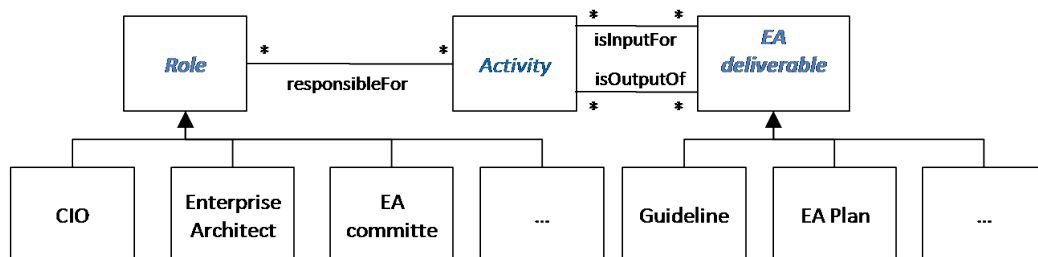 Role
*
*
responsibleFor
Activity
*
*
isInputFor
isOutputOf
*
*
EA
deliverable
CIO
Enterprise
Architect
EA
committe
...
Guideline
EA Plan
...